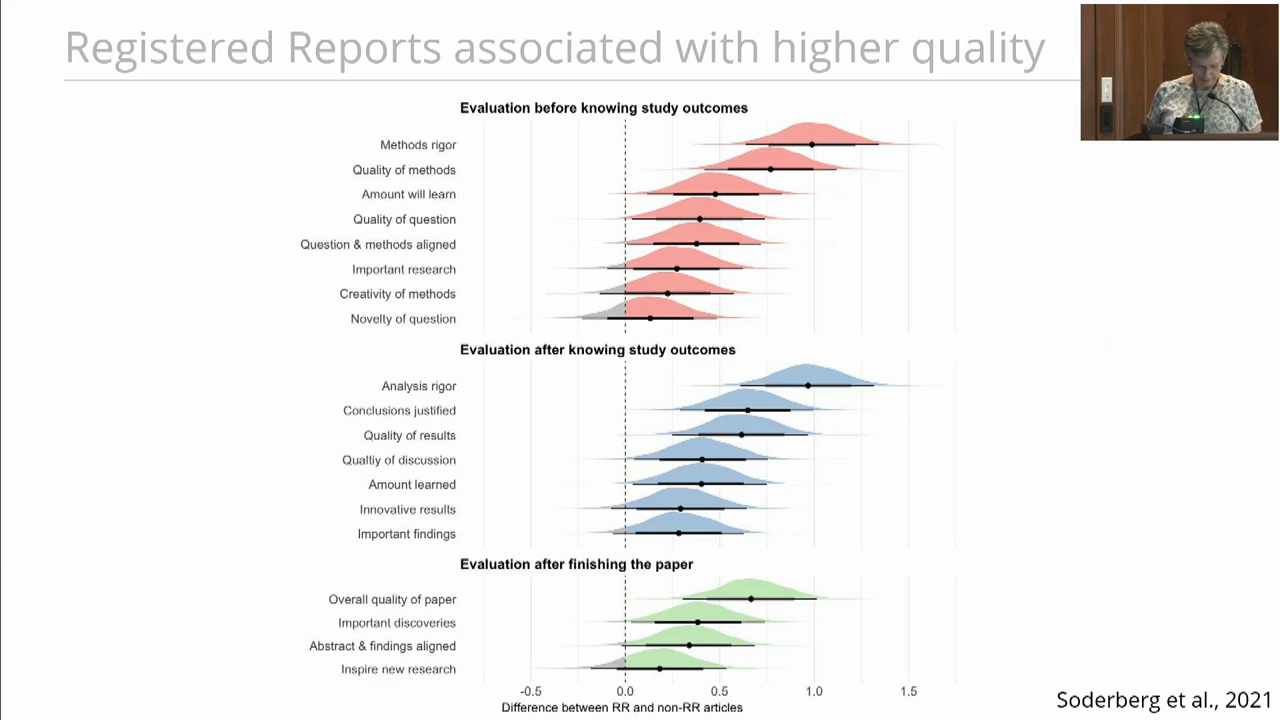 Registered Reports associated with higher quality
Evaluation before knowing study outcomes
Methods rigor
Quality of methods
Amount will learn
Quality of question
Question & methods aligned
Important research
Creativity of methods
Novelty of question
Evaluation after knowing study outcomes
Analysis rigor
Conclusions justified
Quality of results
Qualtiy of discussion
Amount learned
Innovative results
Important findings
Evaluation after finishing the paper
Overall quality of paper
Important discoveries
Abstract & findings aligned
Inspire new research
-0.5 0.0 0.5 1.0 1.5
Difference between RR and non-RR articles
Soderberg et al., 2021